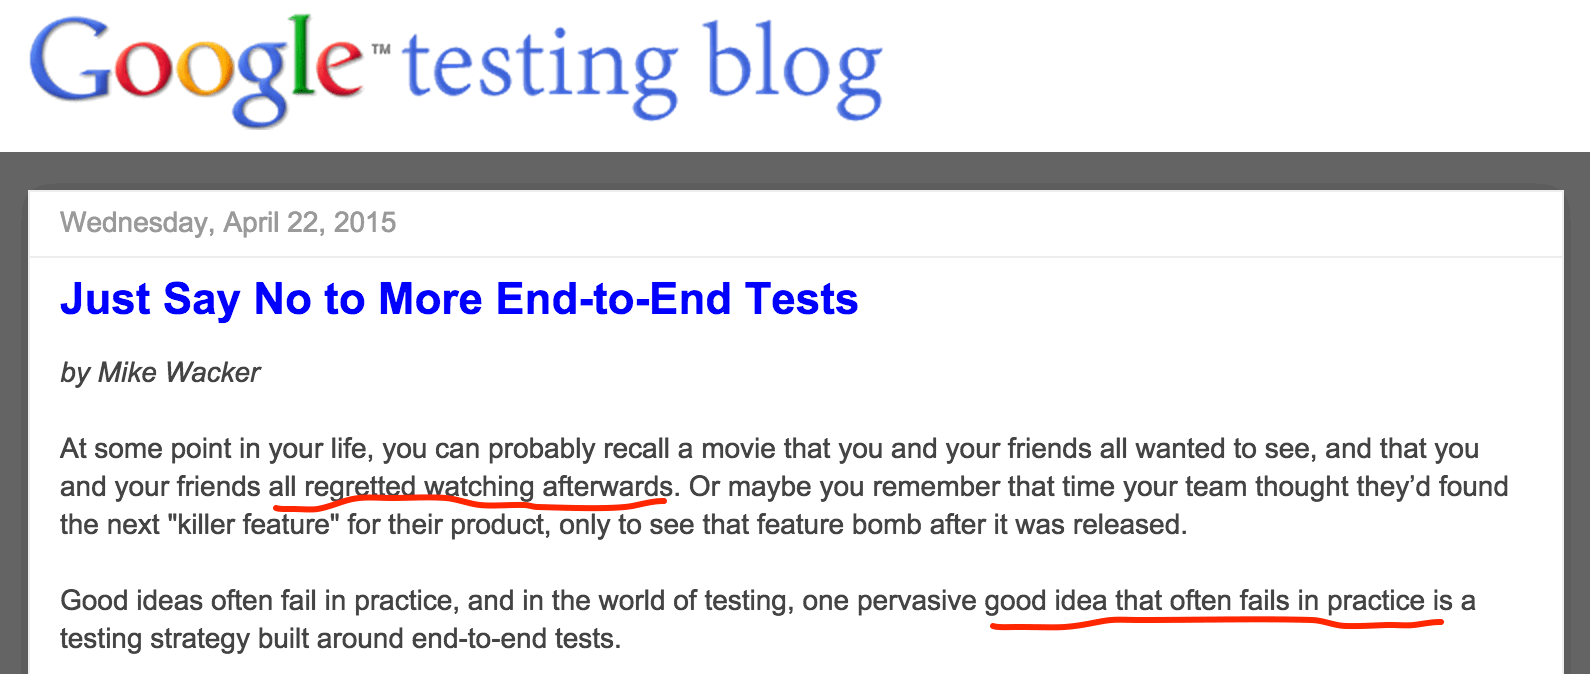 Google™ testing blog
Wednesday, April 22, 2015
Just Say No to More End-to-End Tests
by Mike Wacker
At some point in your life, you can probably recall a movie that you and your friends all wanted to see, and that you
and your friends all regretted watching afterwards. Or maybe you remember that time your team thought they’d found
the next "killer feature" for their product, only to see that feature bomb after it was released.
Good ideas often fail in practice, and in the world of testing, one pervasive good idea that often fails in practice is a
testing strategy built around end-to-end tests.